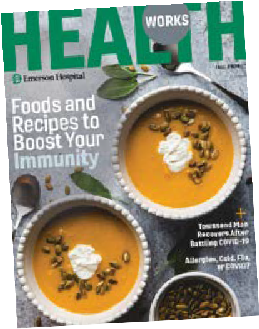 HEALTH
WORKS
Emerson Hospital
Foods and
Recipes to
Boost Your
Immunity
+
Townsend Man
Recovers After
Battling COVID-19
Allergies, Cold, Flu,
or COVID?